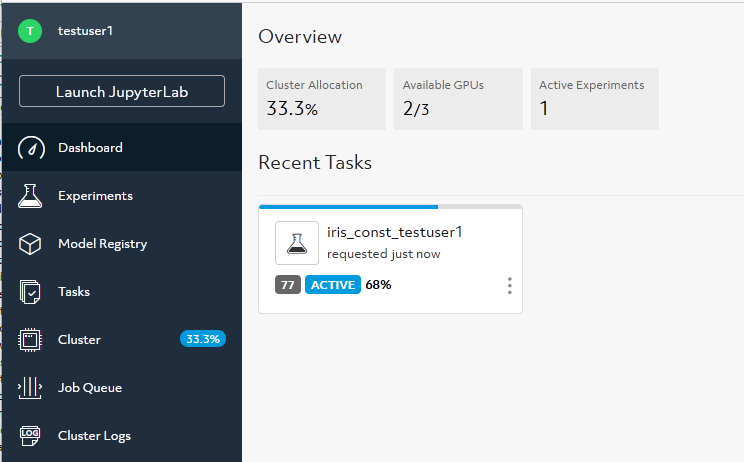 T testuser1
Launch JupyterLab
Dashboard
Experiments
Model Registry
Tasks
Cluster 33.3%
Job Queue
LOG Cluster Logs
Overview
Cluster Allocation
33.3%
Available GPUs
2/3
Active Experiments
1
Recent Tasks
iris_const_testuser1
requested just now
77 ACTIVE 68%